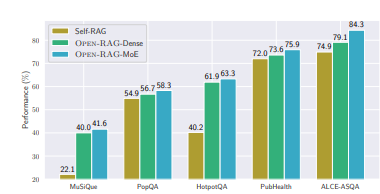 Self-RAG
OPEN-RAG-Dense
OPEN-RAG-MoE
Performance (%)
80
70
60
50
40
30
20
22.1
40.0
41.6
54.9
56.7
58.3
40.2
61.9
63.3
72.0
73.6
75.9
74.9
79.1
84.3
MuSiQue
PopQA
HotpotQA
PubHealth
ALCE-ASQA